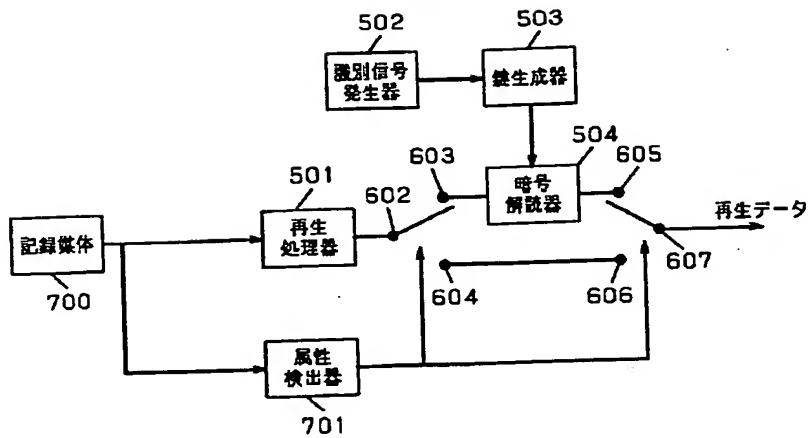 502
503
識別信号
発生器
鍵生成器
603
504
605
501
602
暗号
解読器
再生データ
記録媒体
再生
処理器
607
700
604
606
属性
検出器
701